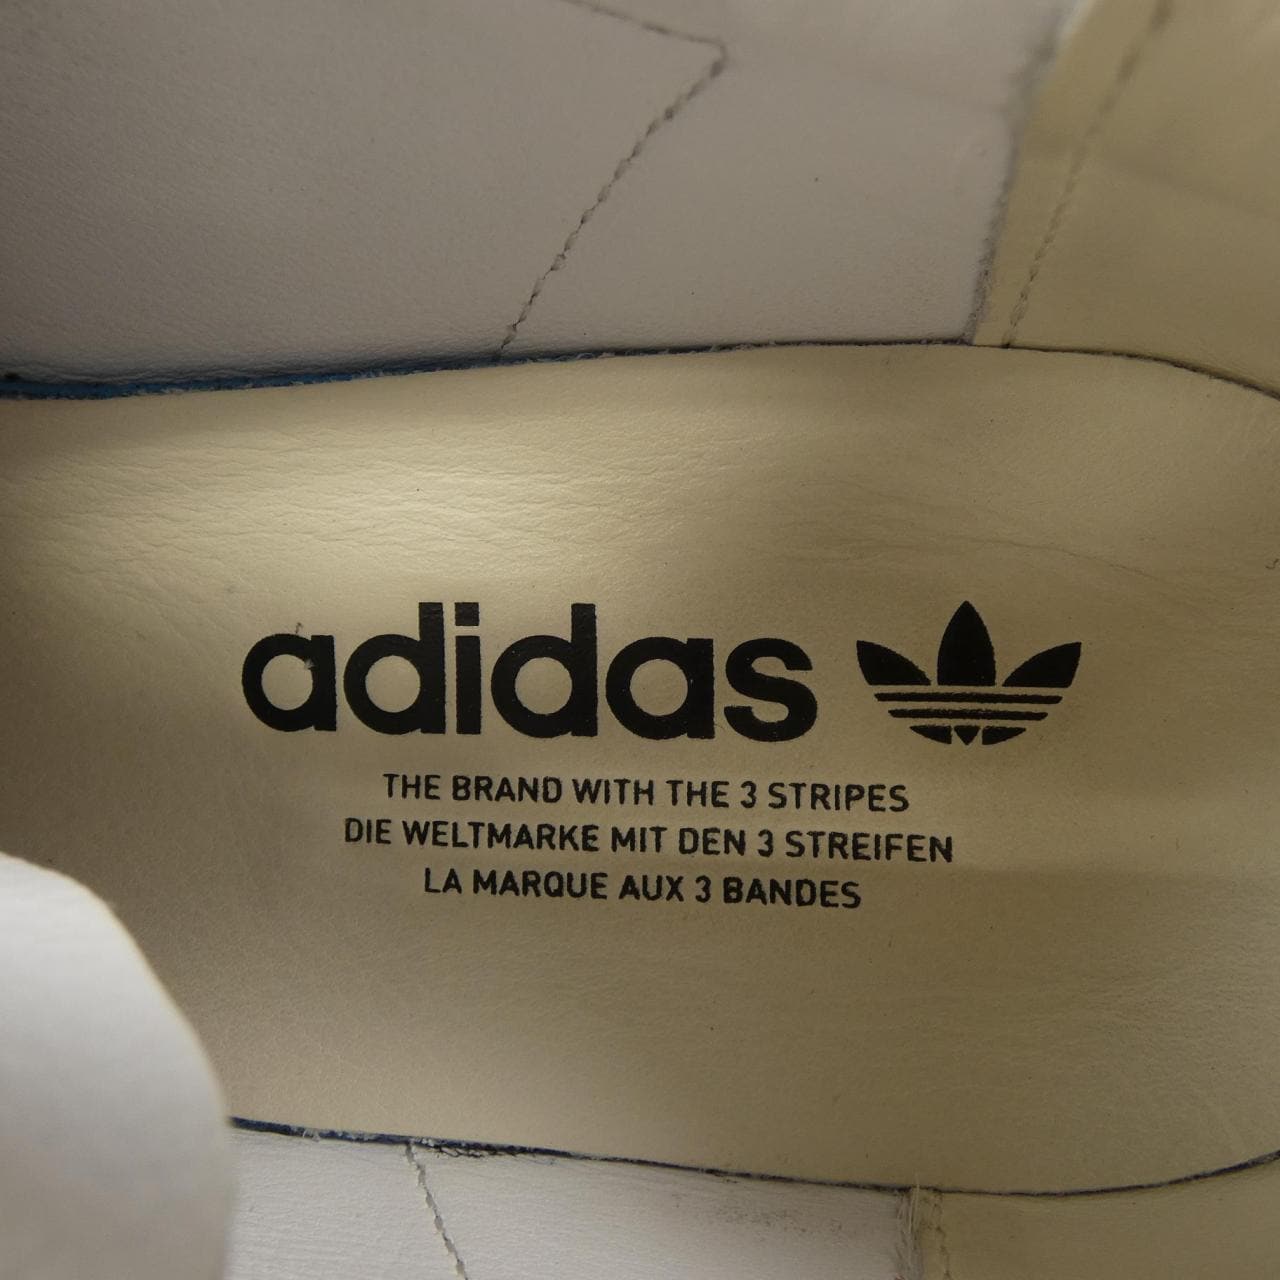 adidas
THE BRAND WITH THE 3 STRIPES
DIE WELTMARKE MIT DEN 3 STREIFEN
LA MARQUE AUX 3 BANDES